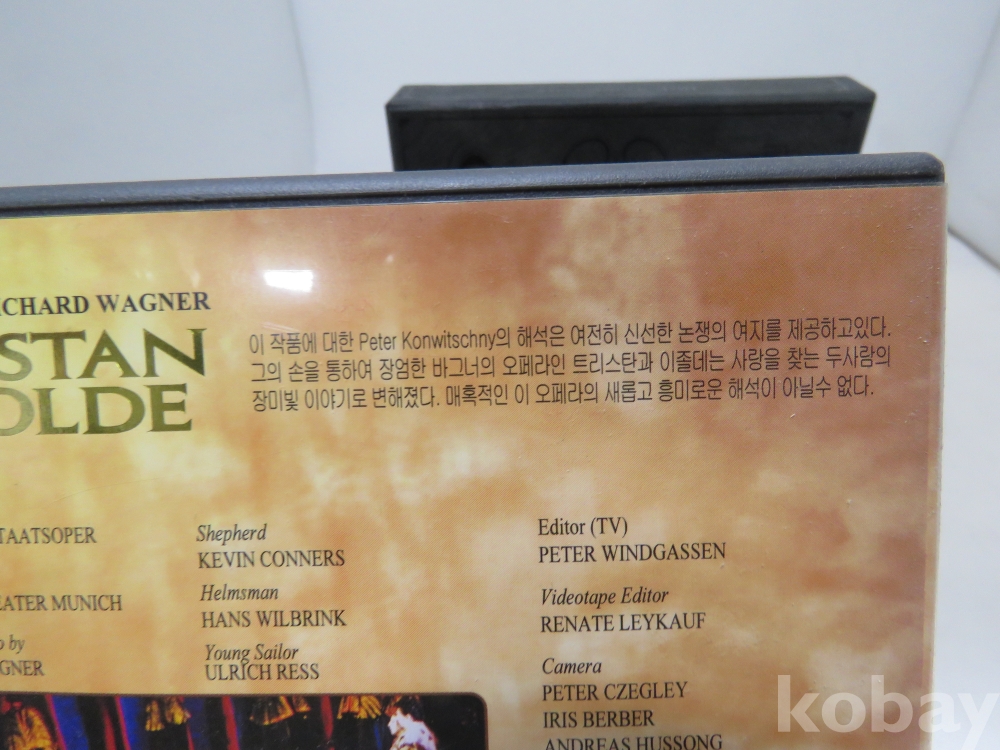 ICHARD WAGNER
STAN
OLDE
이 작품에 대한 Peter Konwitschny의 해석은 여전히 신선한 논쟁의 여지를 제공하고있다.
그의 손을 통하여 장엄한 바그너의 오페라인 트리스탄과 이졸데는 사랑을 찾는 두사람의
장미빛 이야기로 변해졌다. 매혹적인 이 오페라의 새롭고 흥미로운 해석이 아닐수 없다.
TAATSOPER
EATER MUNICH
o by
GNER
Shepherd
KEVIN CONNERS
Helmsman
HANS WILBRINK
Young Sailor
ULRICH RESS
Editor (TV)
PETER WINDGASSEN
Videotape Editor
RENATE LEYKAUF
Camera
PETER CZEGLEY
IRIS BERBER
ANDREAS HUSSONG
kobay